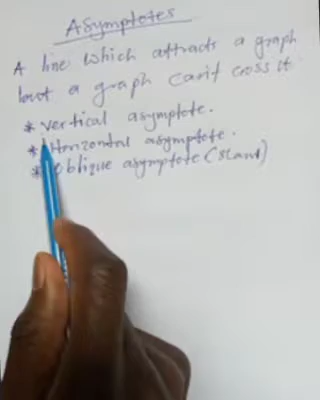 Asymptotes
A line which attracts a graph
but a graph can't cross it
* vertical asymptote.
* Horizontal asymptote.
* oblique asymptote (slant)